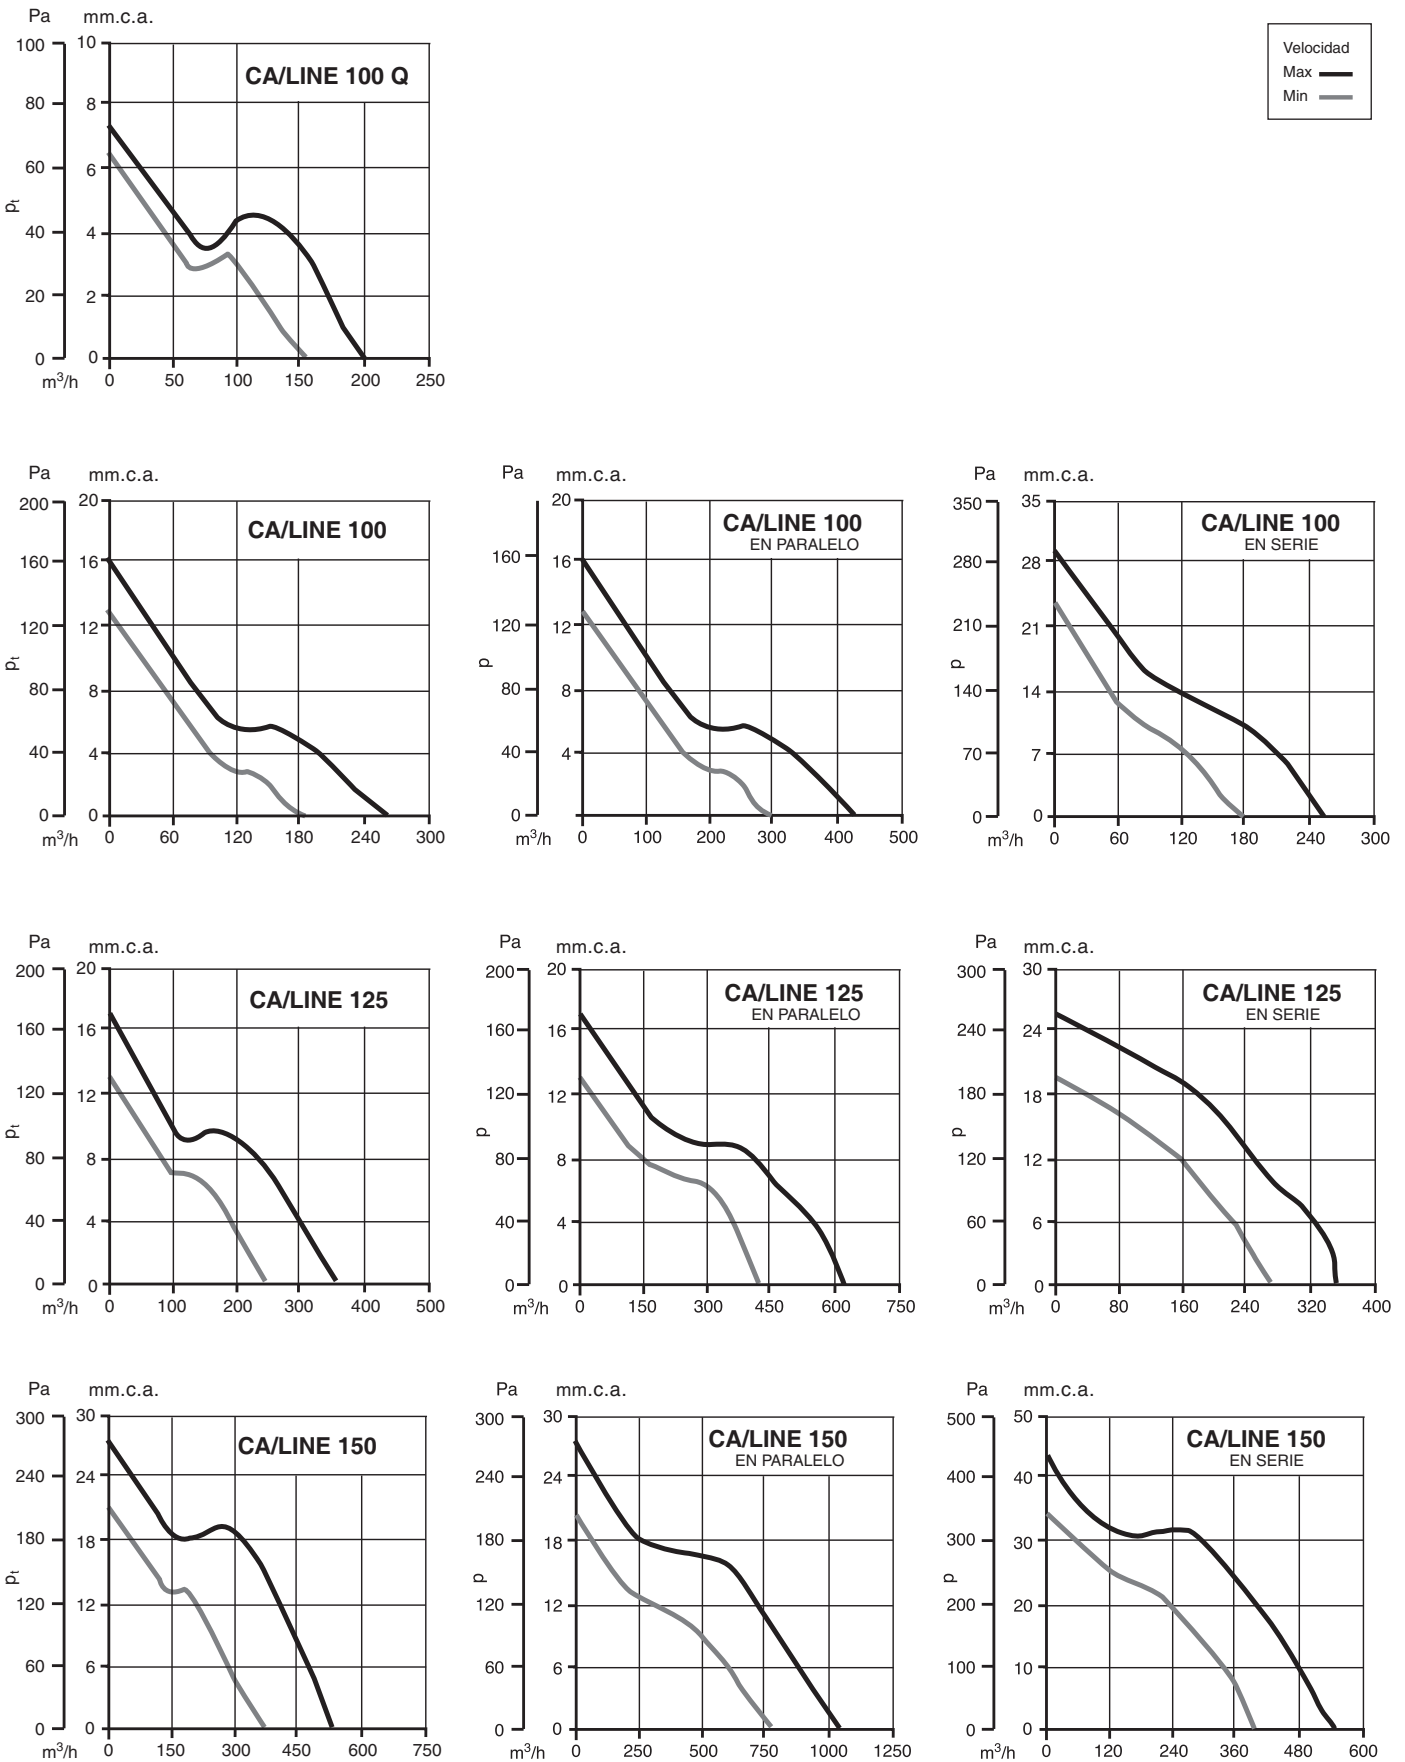 Pa mm.c.a.
100 10
CA/LINE 100 Q
80 8
60 6
pt
40 4
20 2
0 0
m³/h 0 50 100 150 200 250
Velocidad
Max
Min
Pa mm.c.a.
200 20
CA/LINE 100
160 16
120 12
pt
80 8
40 4
0 0
m³/h 0 60 120 180 240 300
Pa mm.c.a.
20
CA/LINE 100
EN PARALELO
160 16
120 12
p
80 8
40 4
0
m³/h 0 100 200 300 400 500
Pa mm.c.a.
350 35
CA/LINE 100
EN SERIE
280 28
210 21
p
140 14
70 7
0 0
m³/h 0 60 120 180 240 300
Pa mm.c.a.
200 20
CA/LINE 125
160 16
120 12
pt
80 8
40 4
0 0
m³/h 0 100 200 300 400 500
Pa mm.c.a.
200 20
CA/LINE 125
EN PARALELO
160 16
120 12
p
80 8
40 4
0 0
m³/h 0 150 300 450 600 750
Pa mm.c.a.
300 30
CA/LINE 125
EN SERIE
240 24
180 18
p
120 12
60 6
0 0
m³/h 0 80 160 240 320 400
Pa mm.c.a.
300 30
CA/LINE 150
240 24
180 18
pt
120 12
60 6
0 0
m³/h 0 150 300 450 600 750
Pa mm.c.a.
300 30
CA/LINE 150
EN PARALELO
240 24
180 18
p
120 12
60 6
0 0
m³/h 0 250 500 750 1000 1250
Pa mm.c.a.
500 50
CA/LINE 150
EN SERIE
400 40
300 30
p
200 20
100 10
0 0
m³/h 0 120 240 360 480 600